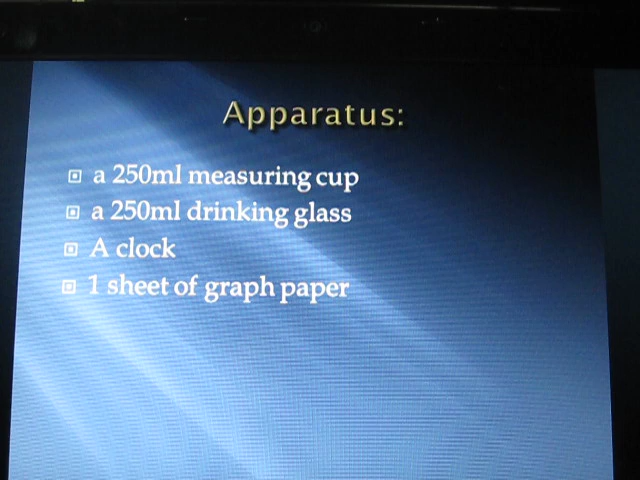 Apparatus:
a 250ml measuring cup
a 250ml drinking glass
A clock
1 sheet of graph paper